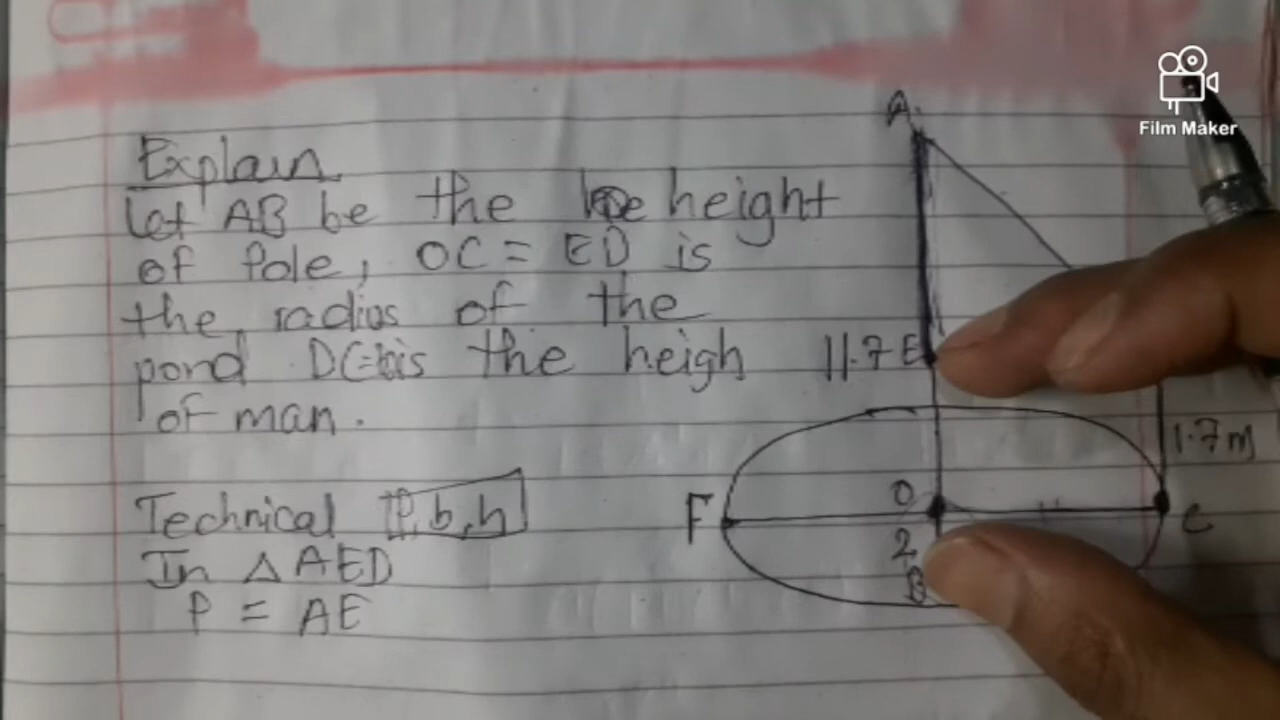 Explain
Let AB be the height
of Pole, OC = ED is
the radius of the
pond DC is the heigh
of man.
Technical P, b, h
In △ AED
P = AE
A
11.7 E
1.7m
F
O
C
2
B
Film Maker